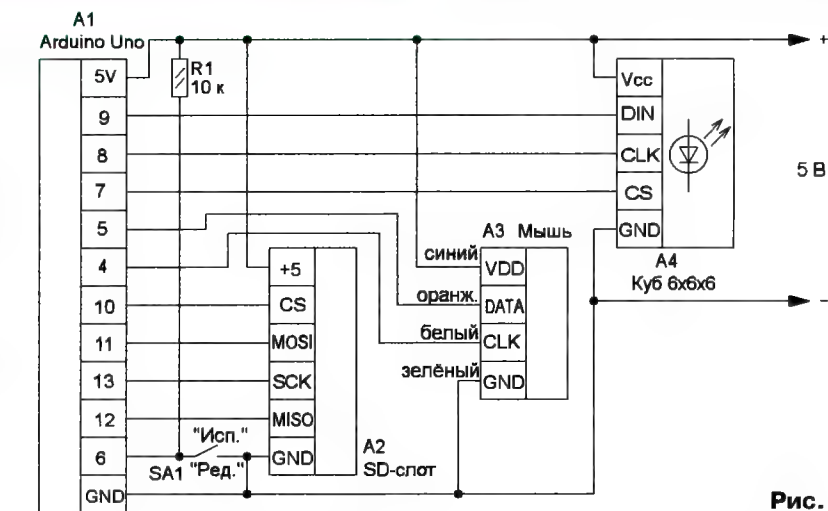 A1
Arduino Uno
5V
9
8
7
5
4
10
11
13
12
6
GND
R1
10 к
SA1
"Исп."
"Ред."
+5
CS
MOSI
SCK
MISO
GND
A2
SD-слот
A3 Мышь
синий
оранж.
белый
зелёный
VDD
DATA
CLK
GND
Vcc
DIN
CLK
CS
GND
A4
Куб 6x6x6
+
5 В
–
Рис.